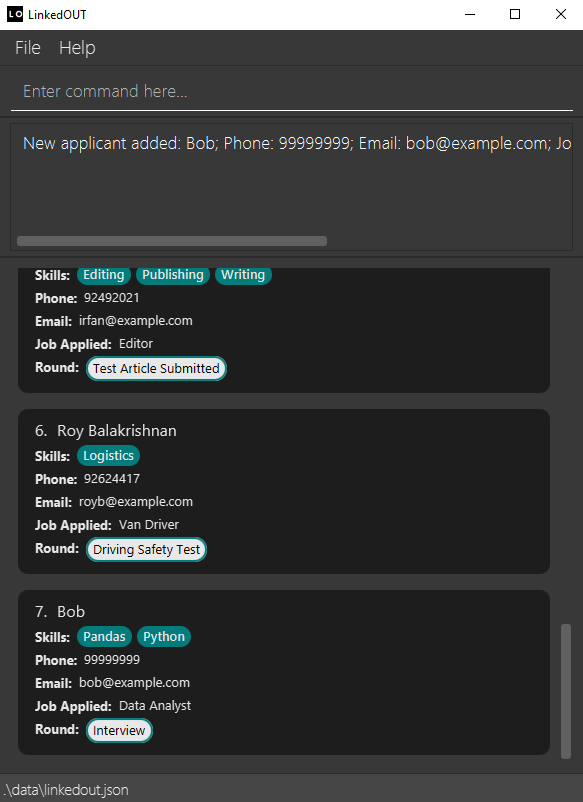 LO LinkedOUT
File Help
Enter command here...
New applicant added: Bob; Phone: 99999999; Email: bob@example.com; Jo
Skills: Editing Publishing Writing
Phone: 92492021
Email: irfan@example.com
Job Applied: Editor
Round: Test Article Submitted
6. Roy Balakrishnan
Skills: Logistics
Phone: 92624417
Email: royb@example.com
Job Applied: Van Driver
Round: Driving Safety Test
7. Bob
Skills: Pandas Python
Phone: 99999999
Email: bob@example.com
Job Applied: Data Analyst
Round: Interview
.\data\linkedout.json